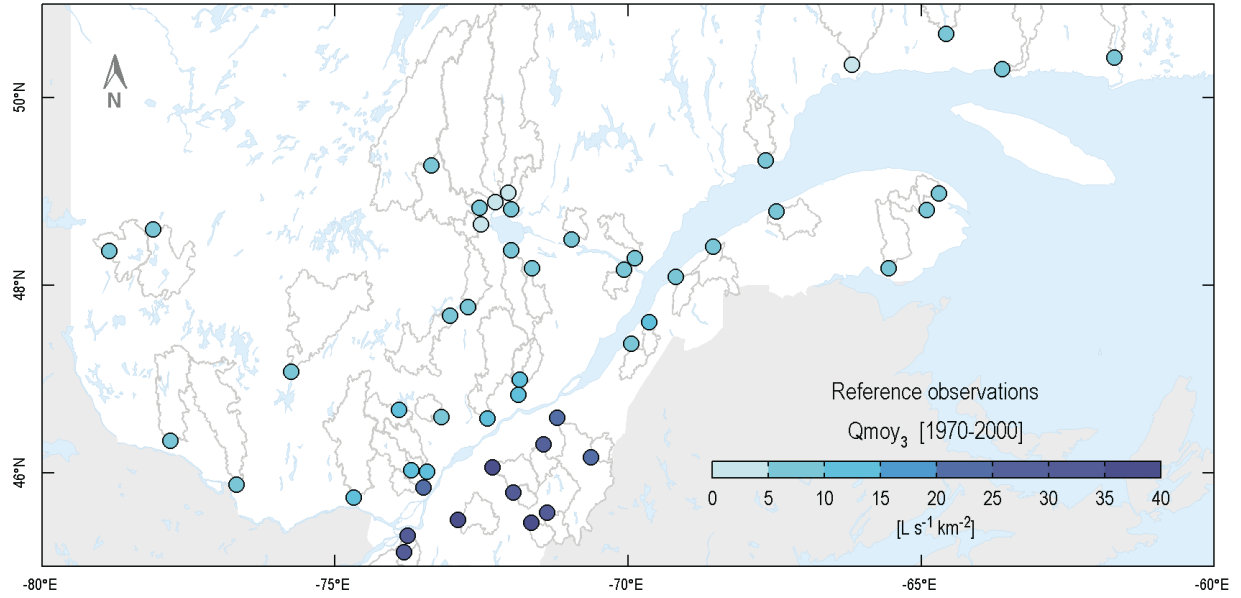 50°N
N
48°N
46°N
Reference observations
Qmoy3 [1970-2000]
0 5 10 15 20 25 30 35 40
[L s-1 km-2]
-80°E -75°E -70°E -65°E -60°E